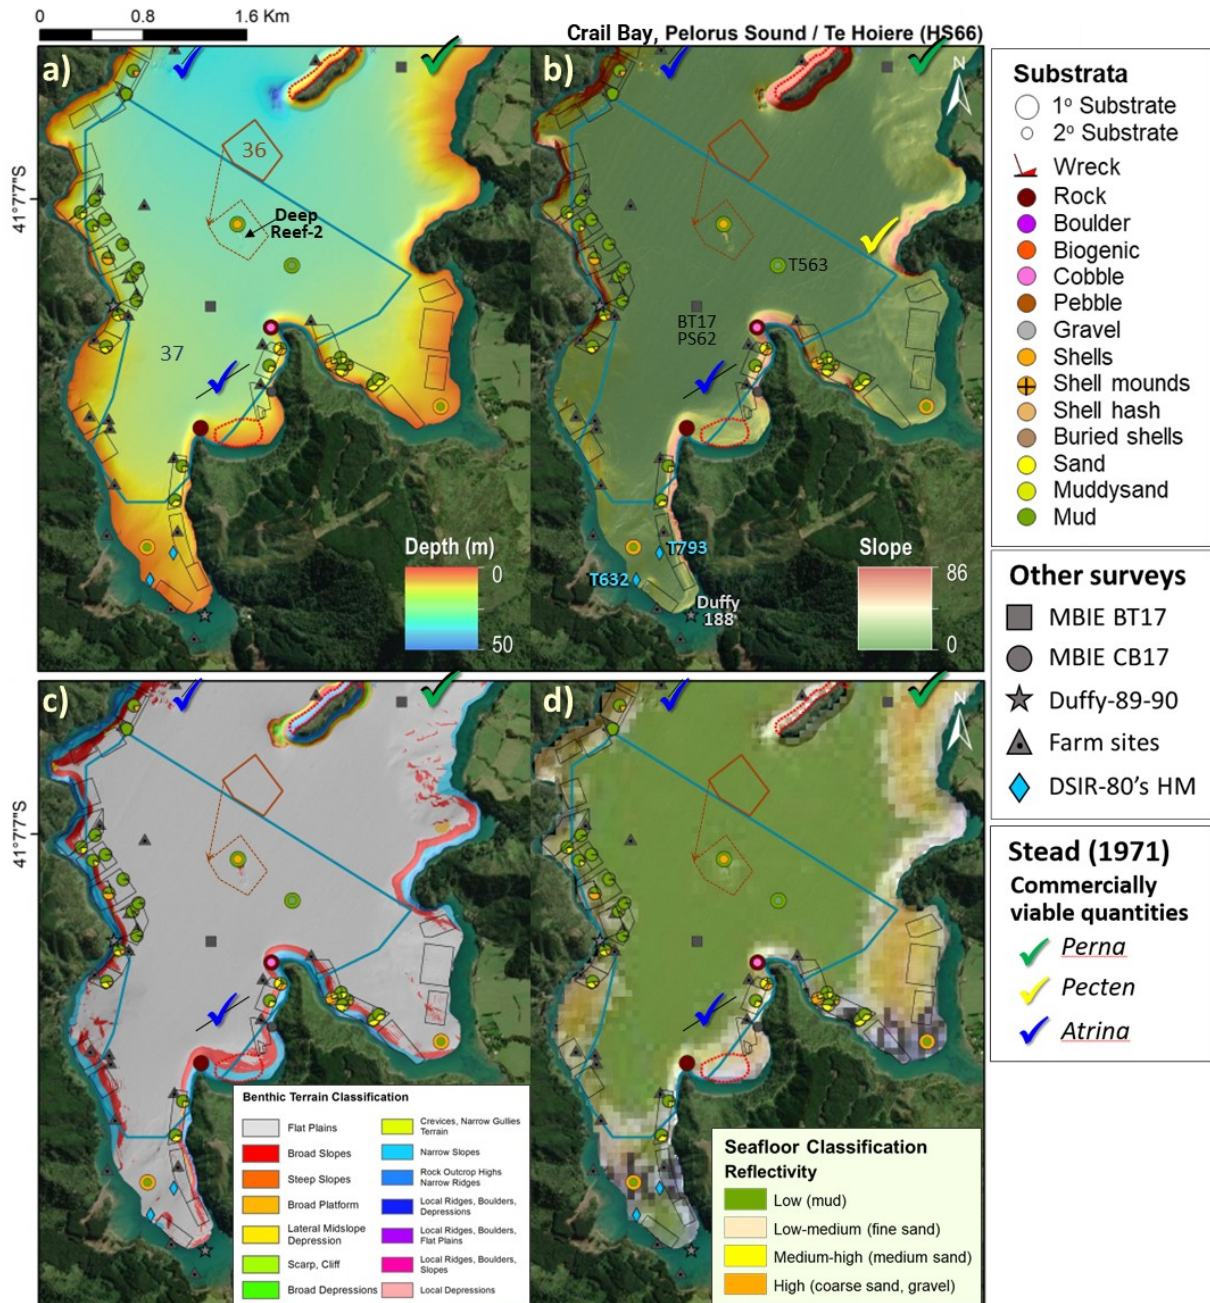 0 0.8 1.6 Km
Crail Bay, Pelorus Sound / Te Hoiere (HS66)
a)
36
Deep
Reef-2
37
Depth (m)
0
50
41°7'7"S
b)
N
T563
BT17
PS62
T793
T632
Duffy
188
Slope
86
0
c)
41°7'7"S
Benthic Terrain Classification
Flat Plains
Broad Slopes
Steep Slopes
Broad Platform
Lateral Midslope
Depression
Scarp, Cliff
Broad Depressions
Crevices, Narrow Gullies
Terrain
Narrow Slopes
Rock Outcrop Highs
Narrow Ridges
Local Ridges, Boulders,
Depressions
Local Ridges, Boulders,
Flat Plains
Local Ridges, Boulders,
Slopes
Local Depressions
d)
N
Seafloor Classification
Reflectivity
Low (mud)
Low-medium (fine sand)
Medium-high (medium sand)
High (coarse sand, gravel)
Substrata
1º Substrate
2º Substrate
Wreck
Rock
Boulder
Biogenic
Cobble
Pebble
Gravel
Shells
Shell mounds
Shell hash
Buried shells
Sand
Muddysand
Mud
Other surveys
MBIE BT17
MBIE CB17
Duffy-89-90
Farm sites
DSIR-80's HM
Stead (1971)
Commercially
viable quantities
Perna
Pecten
Atrina